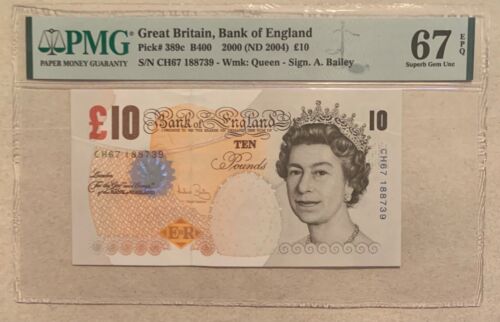 PMG
PAPER MONEY GUARANTY
Great Britain, Bank of England
Pick# 389c B400 2000 (ND 2004) £10
S/N CH67 188739 - Wmk: Queen - Sign. A. Bailey
67 EPQ
Superb Gem Unc
£10
Bank of England
10
CH67 188739
TEN
Pounds
London
CH67 188739
E R